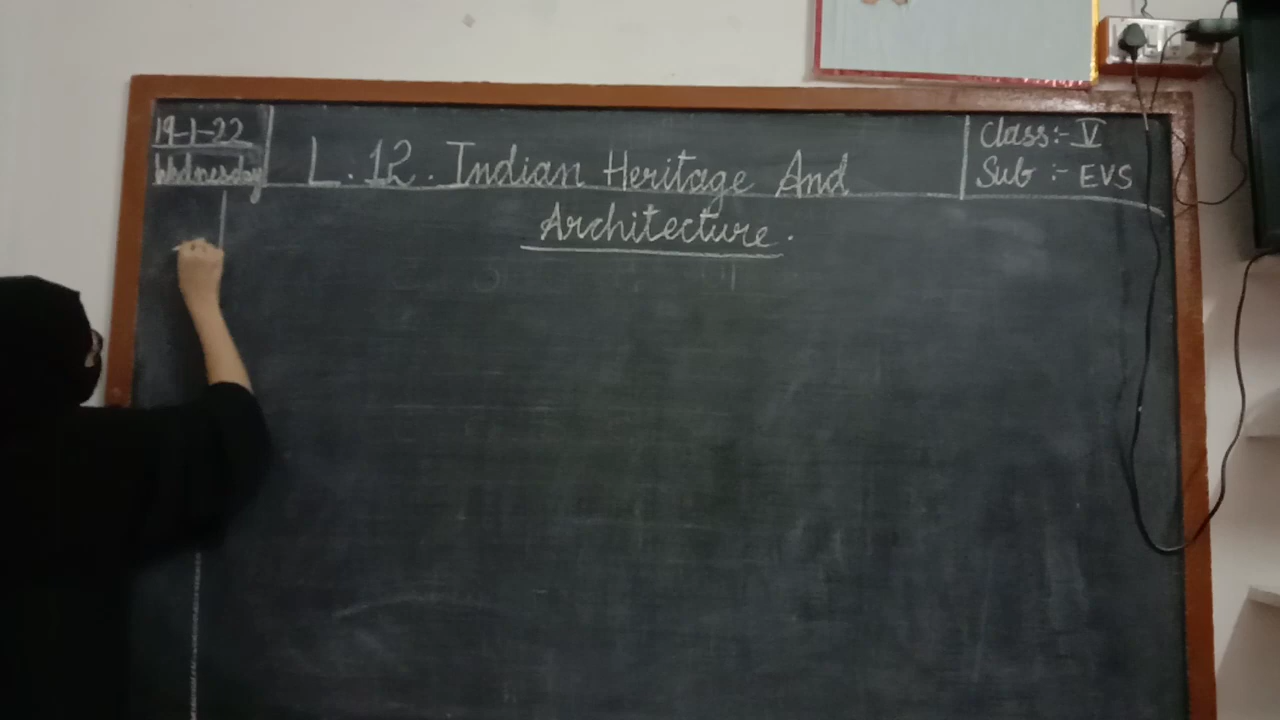 19-1-22
Wednesday
L. 12. Indian Heritage And
Architecture.
Class:- V
Sub :- EVS